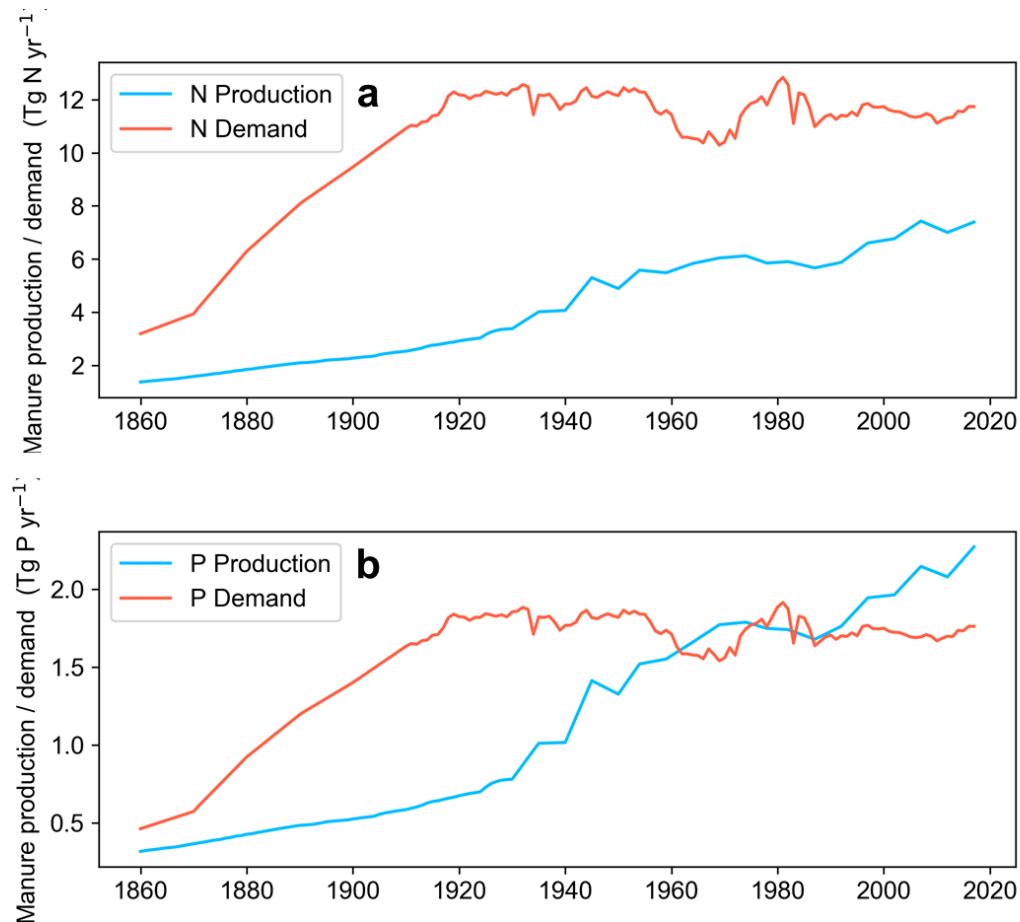 Manure production / demand (Tg N yr⁻¹)
N Production
N Demand
a
12
10
8
6
4
2
1860 1880 1900 1920 1940 1960 1980 2000 2020
Manure production / demand (Tg P yr⁻¹)
P Production
P Demand
b
2.0
1.5
1.0
0.5
1860 1880 1900 1920 1940 1960 1980 2000 2020